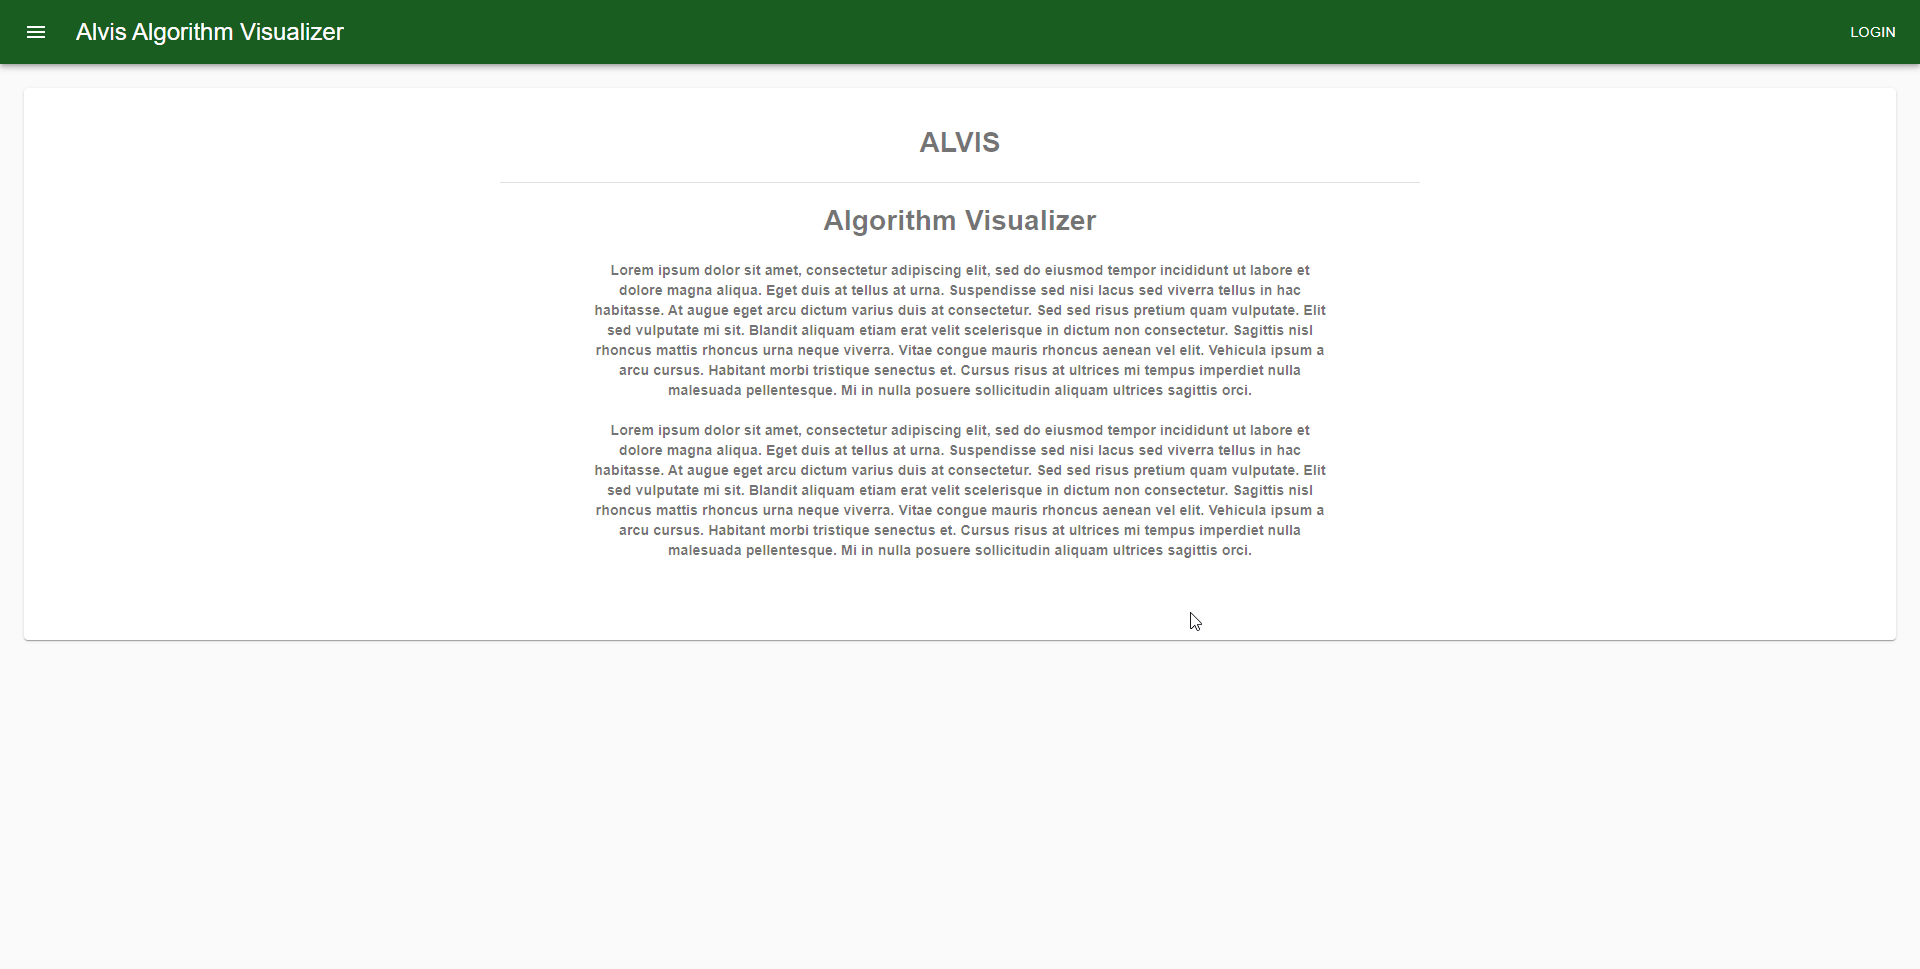 Alvis Algorithm Visualizer
LOGIN
ALVIS
Algorithm Visualizer
Lorem ipsum dolor sit amet, consectetur adipiscing elit, sed do eiusmod tempor incididunt ut labore et
dolore magna aliqua. Eget duis at tellus at urna. Suspendisse sed nisi lacus sed viverra tellus in hac
habitasse. At augue eget arcu dictum varius duis at consectetur. Sed sed risus pretium quam vulputate. Elit
sed vulputate mi sit. Blandit aliquam etiam erat velit scelerisque in dictum non consectetur. Sagittis nisl
rhoncus mattis rhoncus urna neque viverra. Vitae congue mauris rhoncus aenean vel elit. Vehicula ipsum a
arcu cursus. Habitant morbi tristique senectus et. Cursus risus at ultrices mi tempus imperdiet nulla
malesuada pellentesque. Mi in nulla posuere sollicitudin aliquam ultrices sagittis orci.
Lorem ipsum dolor sit amet, consectetur adipiscing elit, sed do eiusmod tempor incididunt ut labore et
dolore magna aliqua. Eget duis at tellus at urna. Suspendisse sed nisi lacus sed viverra tellus in hac
habitasse. At augue eget arcu dictum varius duis at consectetur. Sed sed risus pretium quam vulputate. Elit
sed vulputate mi sit. Blandit aliquam etiam erat velit scelerisque in dictum non consectetur. Sagittis nisl
rhoncus mattis rhoncus urna neque viverra. Vitae congue mauris rhoncus aenean vel elit. Vehicula ipsum a
arcu cursus. Habitant morbi tristique senectus et. Cursus risus at ultrices mi tempus imperdiet nulla
malesuada pellentesque. Mi in nulla posuere sollicitudin aliquam ultrices sagittis orci.